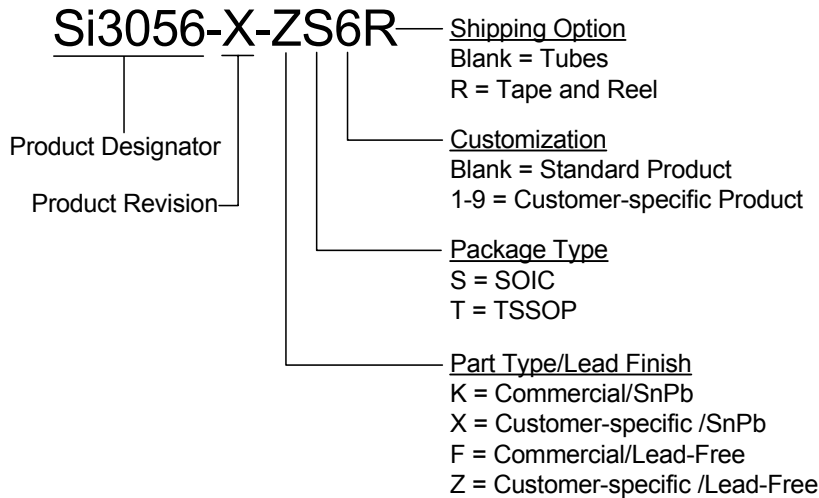 Si3056-X-ZS6R
Shipping Option
Blank = Tubes
R = Tape and Reel
Product Designator
Product Revision
Customization
Blank = Standard Product
1-9 = Customer-specific Product
Package Type
S = SOIC
T = TSSOP
Part Type/Lead Finish
K = Commercial/SnPb
X = Customer-specific /SnPb
F = Commercial/Lead-Free
Z = Customer-specific /Lead-Free